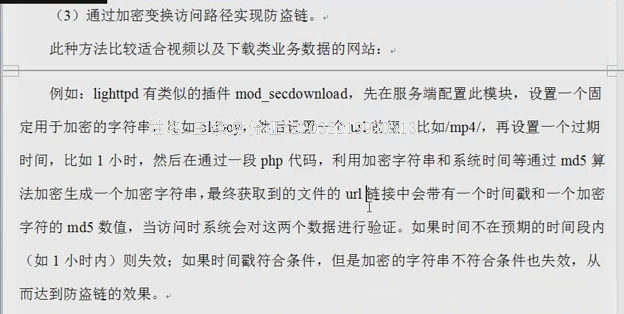 （3）通过加密变换访问路径实现防盗链。
此种方法比较适合视频以及下载类业务数据的网站：
例如：lighttpd 有类似的插件 mod_secdownload，先在服务端配置此模块，设置一个固
定用于加密的字符串，比如 oldboy，然后设置一个 url 前缀，比如/mp4/，再设置一个过期
时间，比如 1 小时，然后在通过一段 php 代码，利用加密字符串和系统时间等通过 md5 算
法加密生成一个加密字符串，最终获取到的文件的 url 链接中会带有一个时间戳和一个加密
字符的 md5 数值，当访问时系统会对这两个数据进行验证。如果时间不在预期的时间段内
（如 1 小时内）则失效；如果时间戳符合条件，但是加密的字符串不符合条件也失效，从
而达到防盗链的效果。